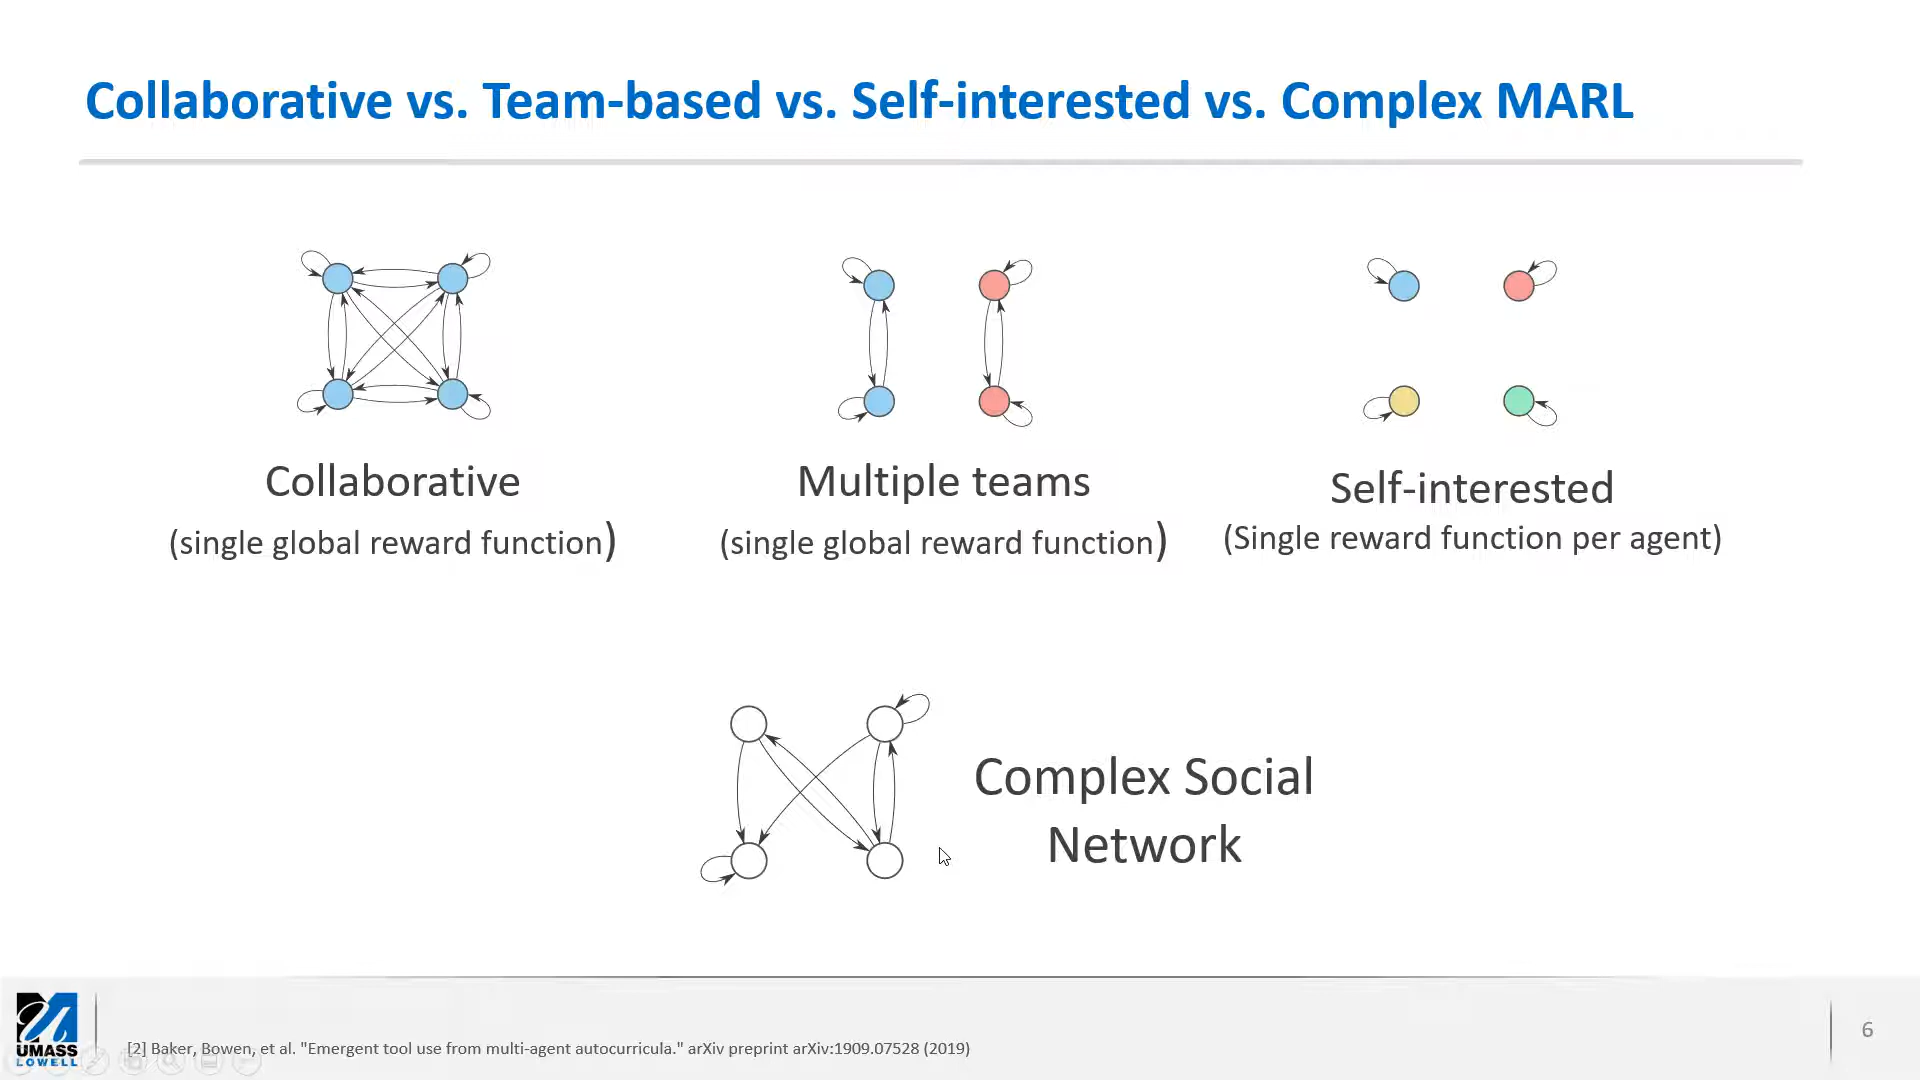 Collaborative vs. Team-based vs. Self-interested vs. Complex MARL
Collaborative
(single global reward function)
Multiple teams
(single global reward function)
Self-interested
(Single reward function per agent)
Complex Social
Network
UMASS
LOWELL
[2] Baker, Bowen, et al. "Emergent tool use from multi-agent autocurricula." arXiv preprint arXiv:1909.07528 (2019)
6